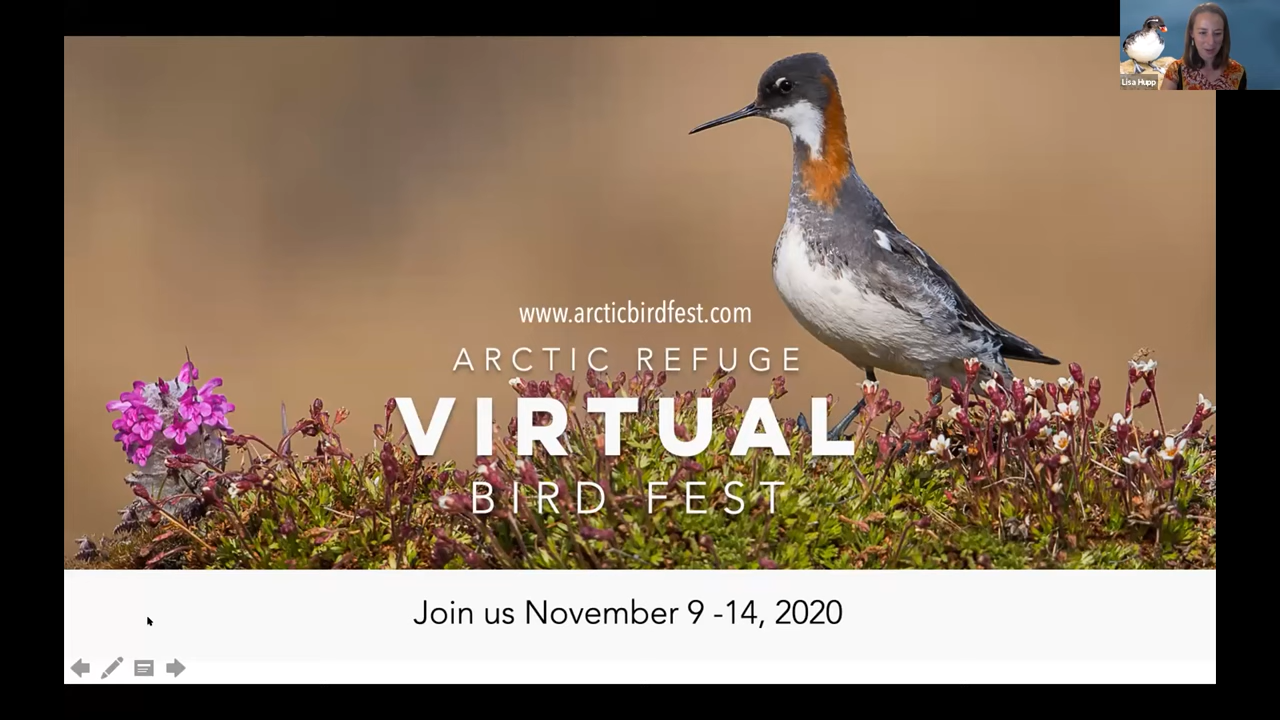 Lisa Hupp
www.arcticbirdfest.com
ARCTIC REFUGE
VIRTUAL
BIRD FEST
Join us November 9 -14, 2020